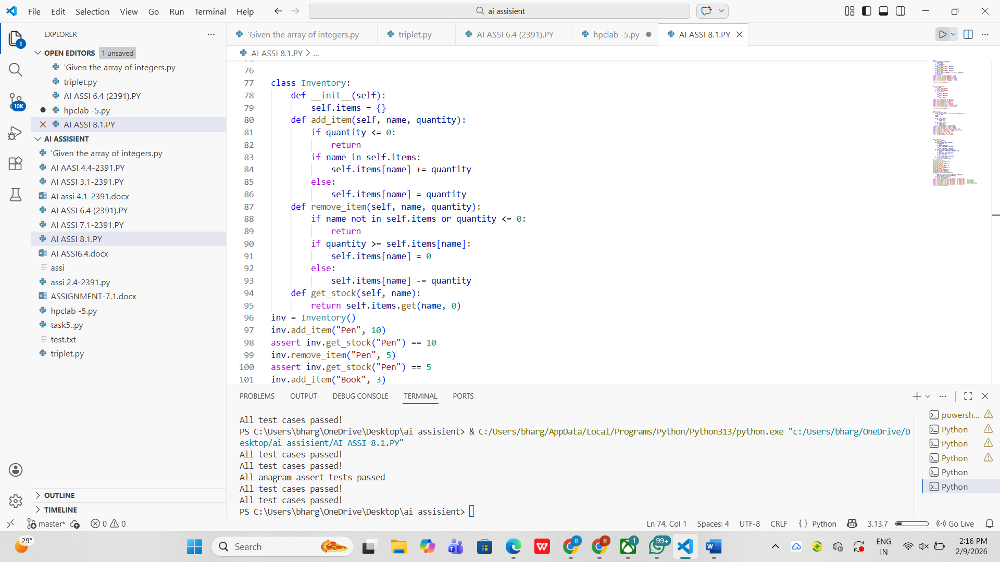 File Edit Selection View Go Run Terminal Help
ai assisient
EXPLORER
1
10K
OPEN EDITORS 1 unsaved
'Given the array of integers.py
triplet.py
AI ASSI 6.4 (2391).PY
hpclab -5.py
AI ASSI 8.1.PY
AI ASSISIENT
'Given the array of integers.py
AI AASI 4.4-2391.PY
AI ASSI 3.1-2391.PY
AI assi 4.1-2391.docx
AI ASSI 6.4 (2391).PY
AI ASSI 7.1-2391.PY
AI ASSI 8.1.PY
AI ASSI6.4.docx
assi
assi 2.4-2391.py
ASSIGNMENT-7.1.docx
hpclab -5.py
task5..py
test.txt
triplet.py
OUTLINE
TIMELINE
'Given the array of integers.py triplet.py AI ASSI 6.4 (2391).PY hpclab -5.py AI ASSI 8.1.PY
AI ASSI 8.1.PY > ...
76
77 class Inventory:
78 def __init__(self):
79 self.items = {}
80 def add_item(self, name, quantity):
81 if quantity <= 0:
82 return
83 if name in self.items:
84 self.items[name] += quantity
85 else:
86 self.items[name] = quantity
87 def remove_item(self, name, quantity):
88 if name not in self.items or quantity <= 0:
89 return
90 if quantity >= self.items[name]:
91 self.items[name] = 0
92 else:
93 self.items[name] -= quantity
94 def get_stock(self, name):
95 return self.items.get(name, 0)
96 inv = Inventory()
97 inv.add_item("Pen", 10)
98 assert inv.get_stock("Pen") == 10
99 inv.remove_item("Pen", 5)
100 assert inv.get_stock("Pen") == 5
101 inv.add_item("Book", 3)
PROBLEMS OUTPUT DEBUG CONSOLE TERMINAL PORTS
All test cases passed!
PS C:\Users\bharg\OneDrive\Desktop\ai assisient> & C:/Users/bharg/AppData/Local/Programs/Python/Python313/python.exe "c:/Users/bharg/OneDrive/D
esktop/ai assisient/AI ASSI 8.1.PY"
All test cases passed!
All test cases passed!
All anagram assert tests passed
All test cases passed!
All test cases passed!
PS C:\Users\bharg\OneDrive\Desktop\ai assisient>
powersh...
Python
Python
Python
Python
Python
master* 0 0 Ln 74, Col 1 Spaces: 4 UTF-8 CRLF { } Python 3.13.7 Go Live
29°
Search
B
B
1
99+
ENG
IN
2:16 PM
2/9/2026